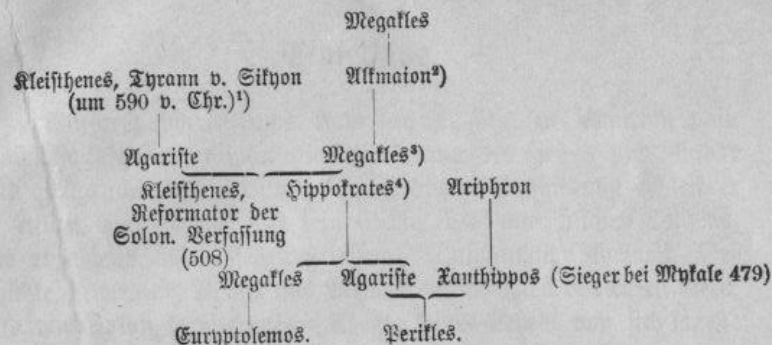 Megakles
Kleisthenes, Tyrann v. Sikyon Alkmaion²)
(um 590 v. Chr.)¹)
Agariste Megakles³)
Kleisthenes, Hippokrates⁴) Ariphron
Reformator der
Solon. Verfassung
(508)
Megakles Agariste Xanthippos (Sieger bei Mykale 479)
Euryptolemos. Perikles.